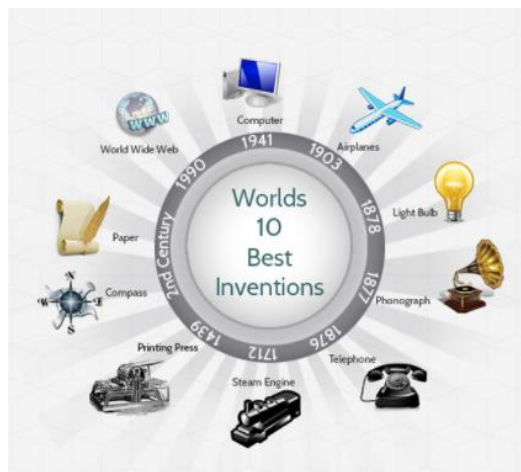 Worlds
10
Best
Inventions
Computer
1941
Airplanes
1903
Light Bulb
1878
Phonograph
1877
Telephone
1876
Steam Engine
1712
Printing Press
1439
Compass
N
E
S
W
Paper
2nd Century
World Wide Web
WWW
1990